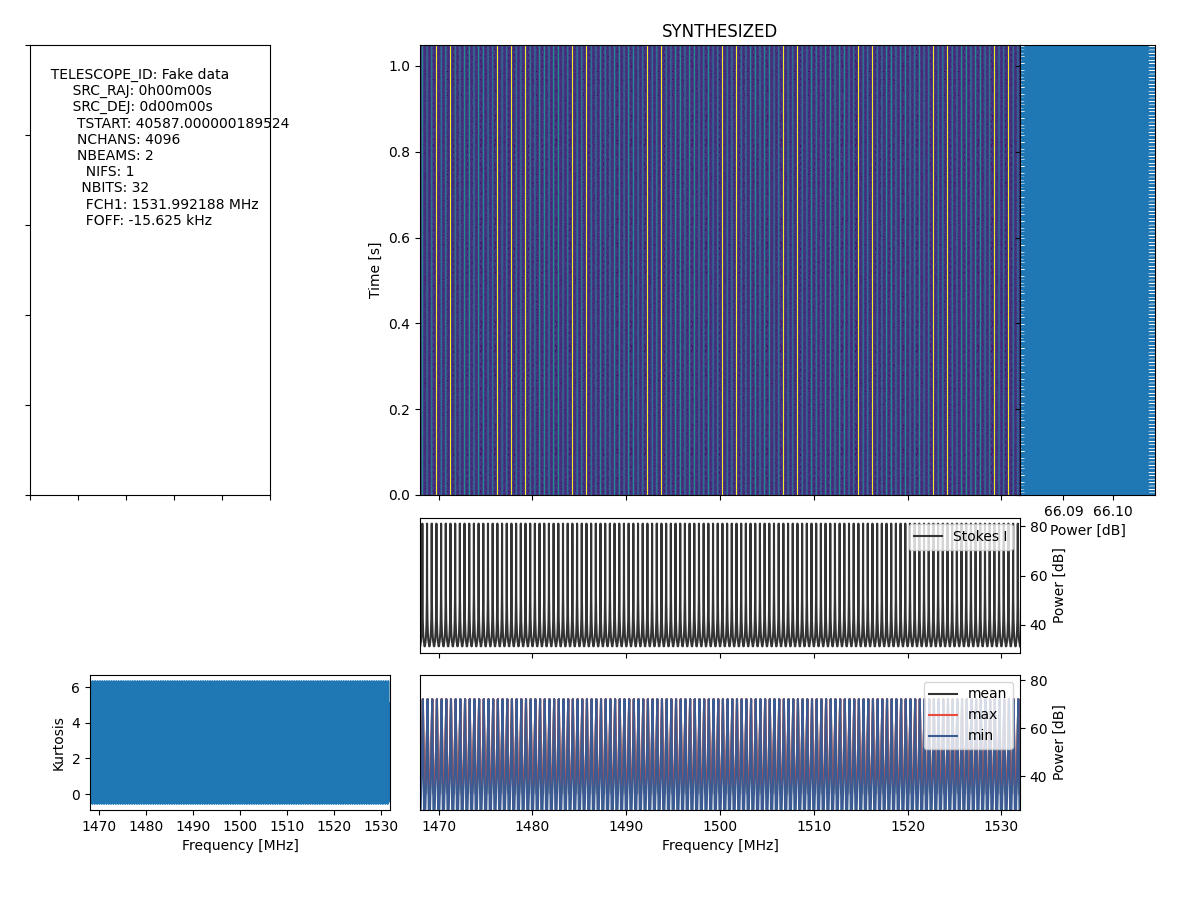 SYNTHESIZED
TELESCOPE_ID: Fake data
SRC_RAJ: 0h00m00s
SRC_DEJ: 0d00m00s
TSTART: 40587.000000189524
NCHANS: 4096
NBEAMS: 2
NIFS: 1
NBITS: 32
FCH1: 1531.992188 MHz
FOFF: -15.625 kHz
Time [s]
1.0
0.8
0.6
0.4
0.2
0.0
66.09 66.10
Power [dB]
Stokes I
80
60
40
Power [dB]
Kurtosis
6
4
2
0
1470 1480 1490 1500 1510 1520 1530
Frequency [MHz]
mean
max
min
80
60
40
Power [dB]
1470 1480 1490 1500 1510 1520 1530
Frequency [MHz]